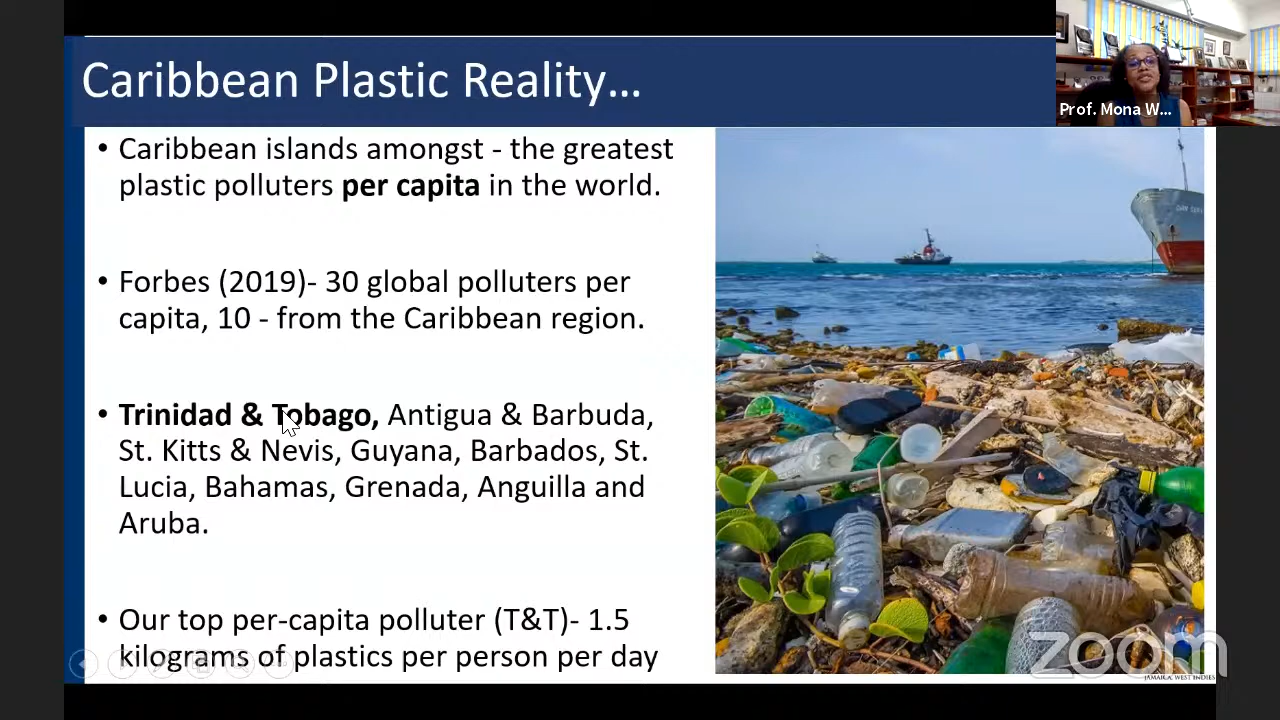 Caribbean Plastic Reality...
Prof. Mona W...
• Caribbean islands amongst - the greatest
plastic polluters per capita in the world.
• Forbes (2019)- 30 global polluters per
capita, 10 - from the Caribbean region.
• Trinidad & Tobago, Antigua & Barbuda,
St. Kitts & Nevis, Guyana, Barbados, St.
Lucia, Bahamas, Grenada, Anguilla and
Aruba.
• Our top per-capita polluter (T&T)- 1.5
kilograms of plastics per person per day
zoom
JAMAICA, WEST INDIES